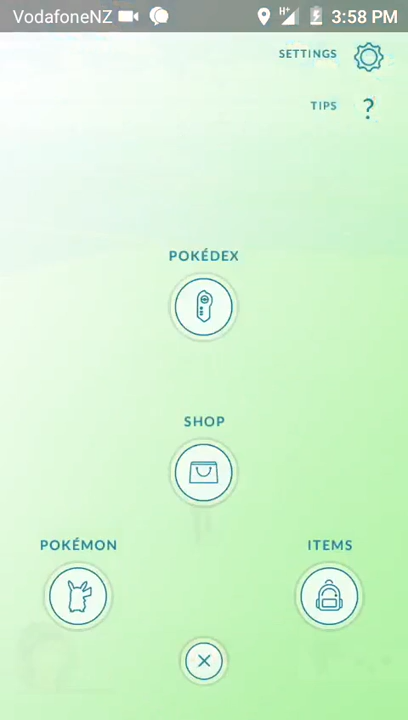 VodafoneNZ
H+
3:58 PM
SETTINGS
TIPS ?
POKÉDEX
SHOP
POKÉMON
ITEMS